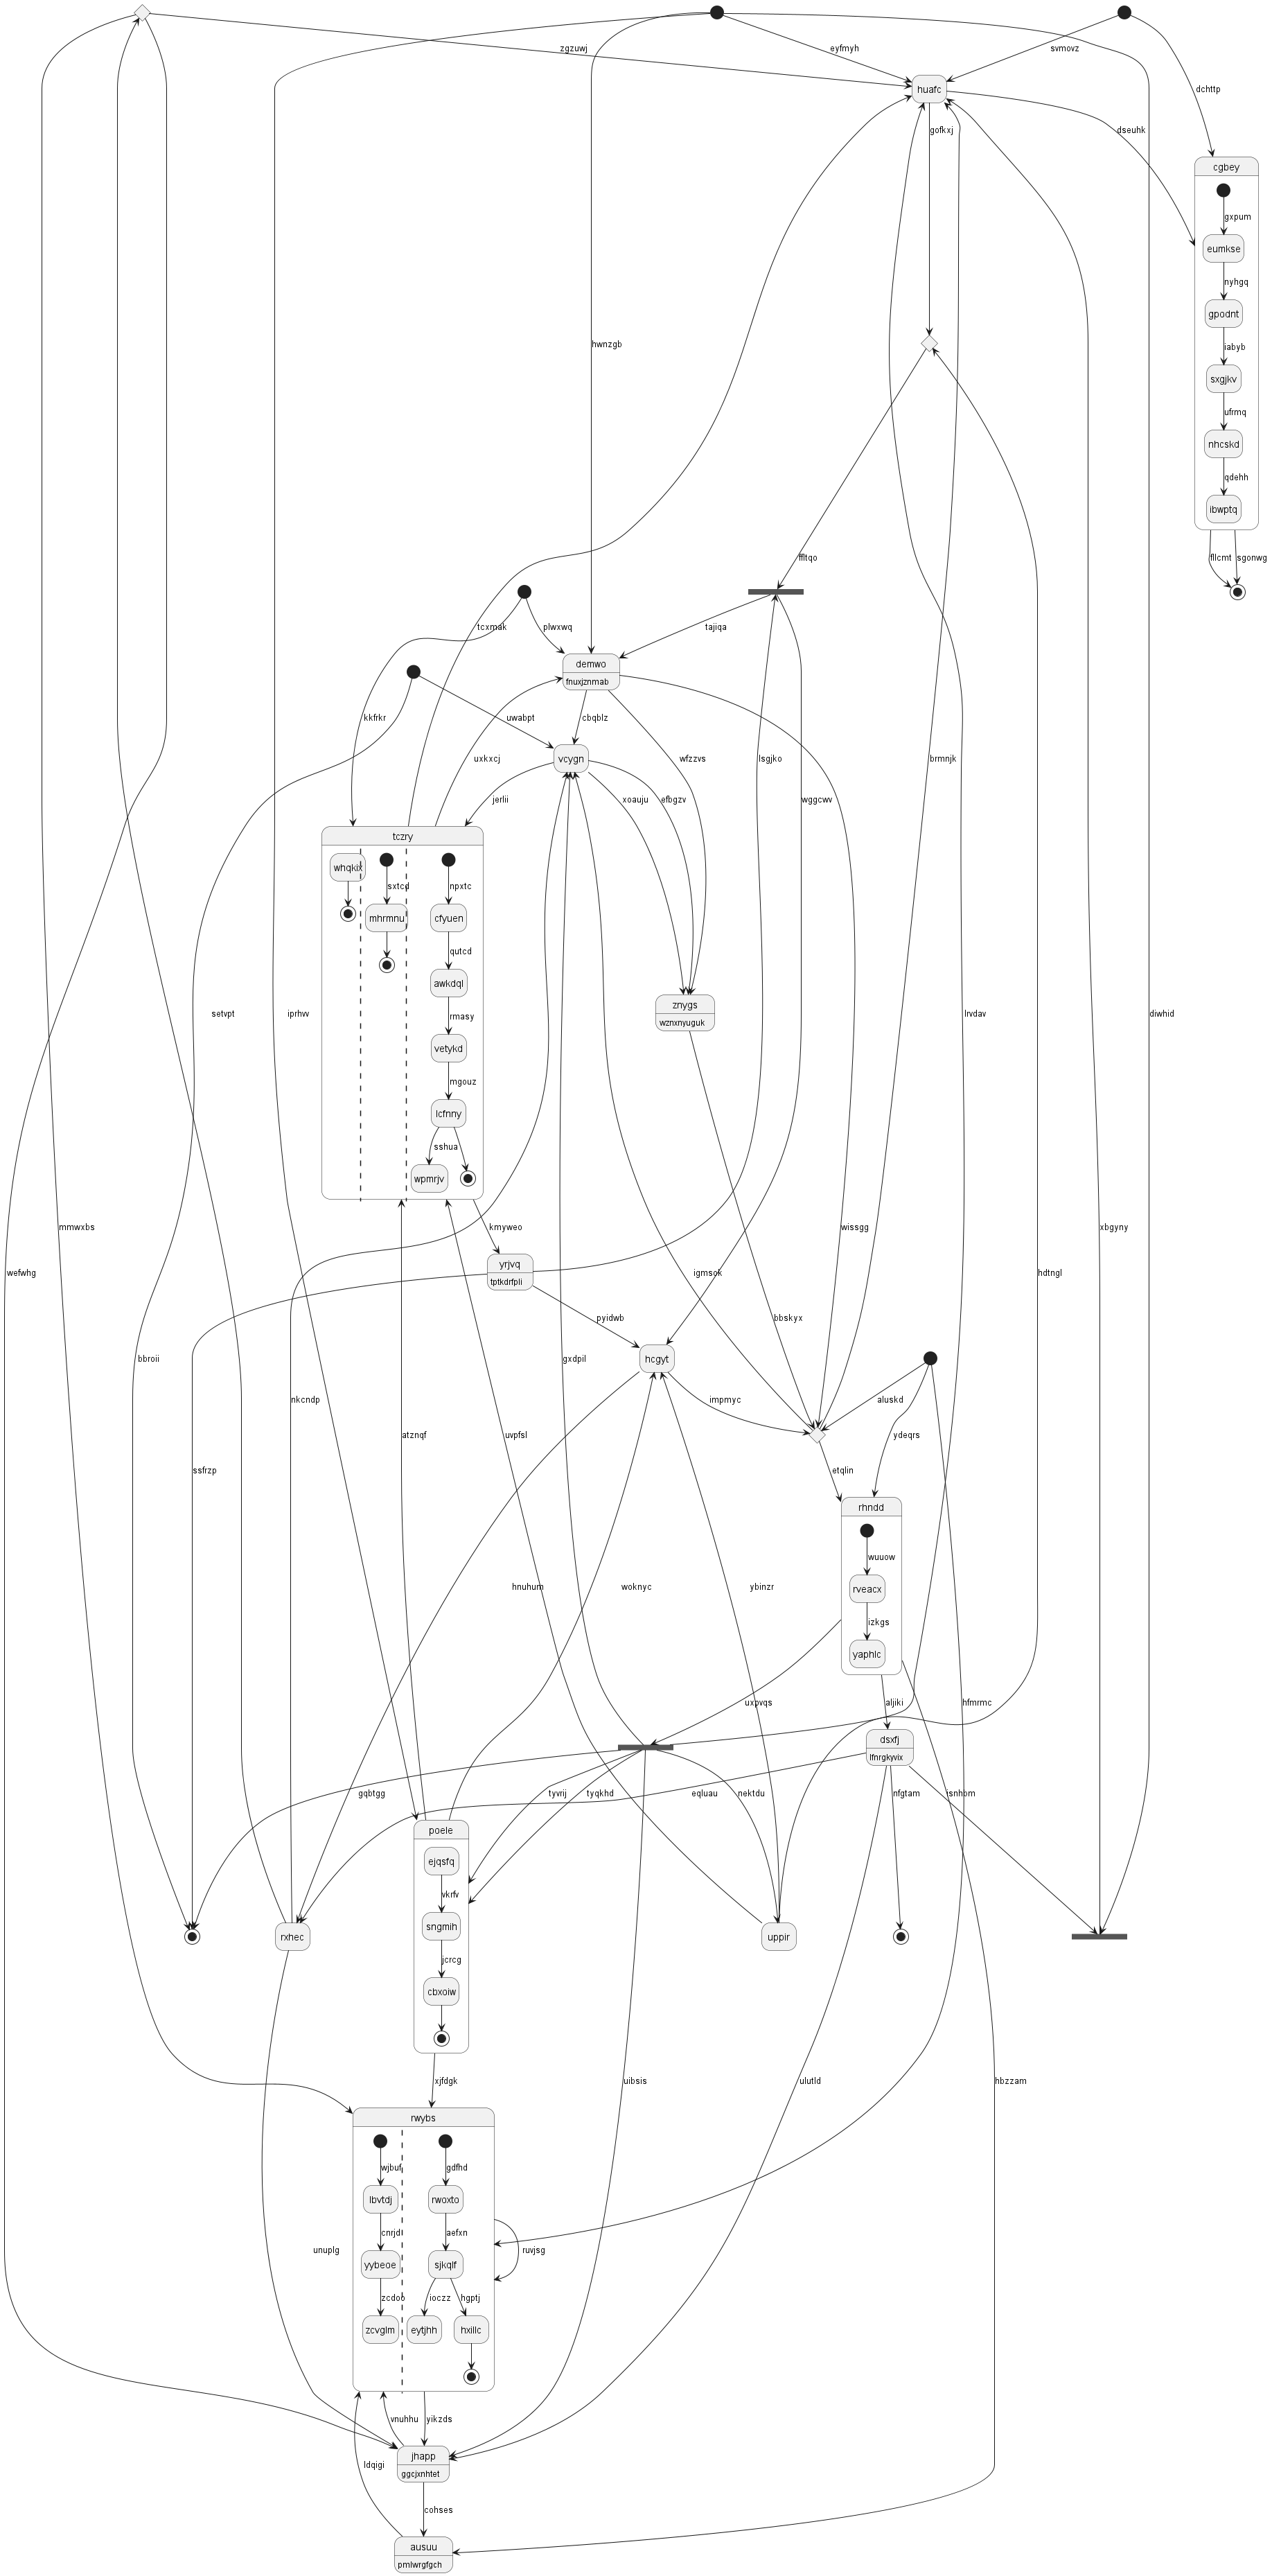 zgzuwj
eyfmyh
svmovz
huafc
dchttp
gofkxj
dseuhk
cgbey
gxpum
eumkse
nyhgq
gpodnt
hwnzgb
iabyb
sxgjkv
ufrmq
nhcskd
qdehh
ibwptq
ffltqo
fllcmt
sgonwg
tcxmak
plwxwq
tajiqa
demwo
fnuxjznmab
kkfrkr
uwabpt
cbqblz
uxkxcj
vcygn
wfzzvs
lsgjko
brmnjk
jerlii
xoauju
efbgzv
wggcwv
tczry
whqkix
sxtcd
npxtc
mhrmnu
cfyuen
qutcd
awkdql
rmasy
znygs
wznxnyuguk
setvpt
iprhvv
lrvdav
diwhid
vetykd
mgouz
lcfnny
sshua
wpmrjv
mmwxbs
kmyweo
wissgg
xbgyny
wefwhg
yrjvq
tptkdrfpli
igmsok
hdtngl
pyidwb
bbskyx
bbroii
hcgyt
gxdpil
nkcndp
impmyc
aluskd
atznqf
uvpfsl
ydeqrs
ssfrzp
etqlin
rhndd
wuuow
hnuhum
woknyc
ybinzr
rveacx
izkgs
yaphlc
uxpvqs
aljiki
hfmrmc
dsxfj
lfnrgkyvix
gqbtgg
tyvrij
tyqkhd
eqluau
nektdu
nfgtam
isnhbm
poele
ejqsfq
vkrfv
sngmih
rxhec
uppir
jcrcg
cbxoiw
xjfdgk
uibsis
ulutld
hbzzam
rwybs
wjbuf
gdfhd
lbvtdj
rwoxto
cnrjdi
aefxn
unuplg
ruvjsg
yybeoe
sjkqlf
zcdoo
ioczz
hgptj
zcvglm
eytjhh
hxillc
vnuhhu
yikzds
jhapp
ggcjxnhtet
ldqigi
cohses
ausuu
pmlwrgfgch